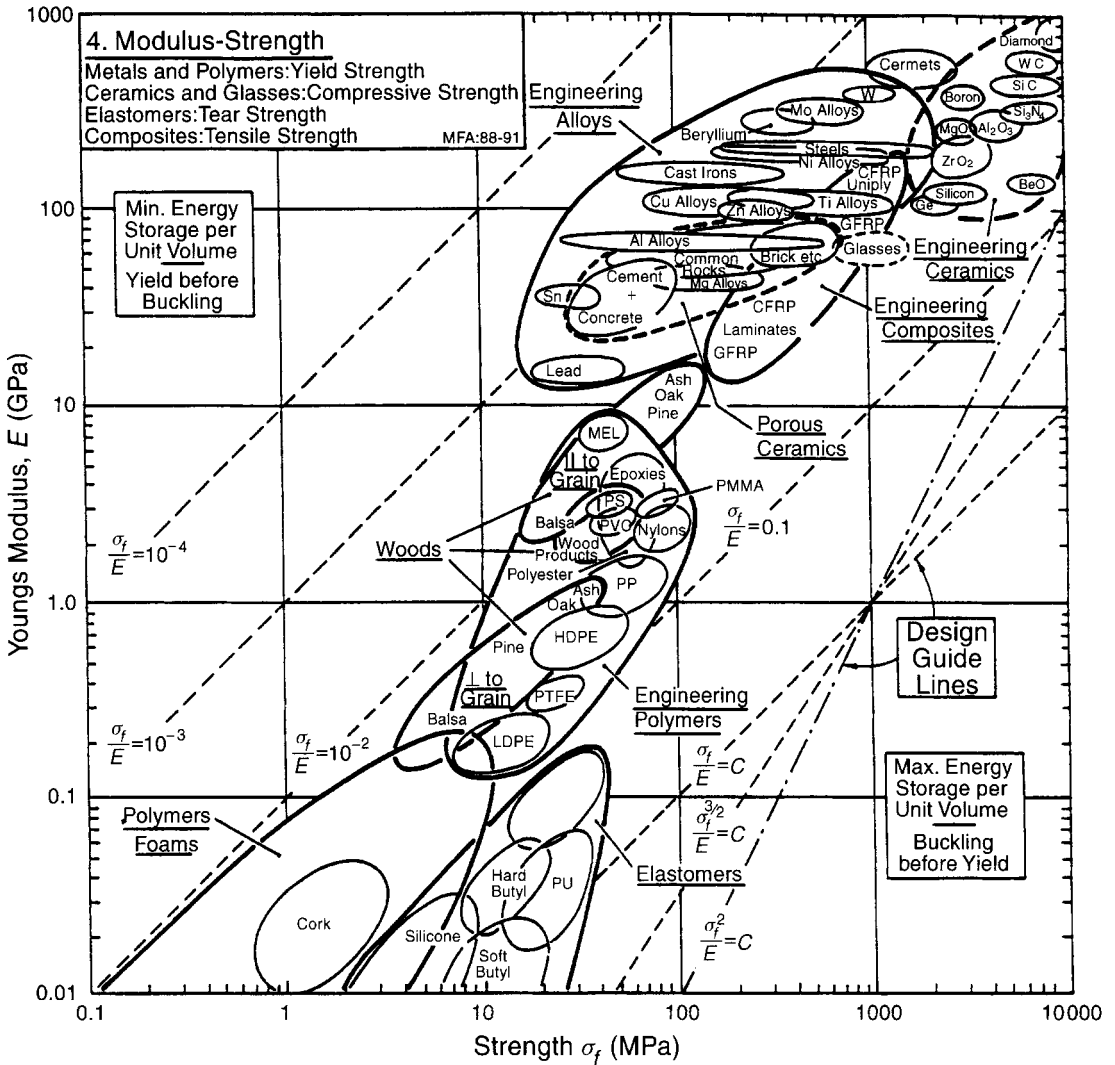 4. Modulus-Strength
Metals and Polymers:Yield Strength
Ceramics and Glasses:Compressive Strength
Elastomers:Tear Strength
Composites:Tensile Strength
MFA:88-91
Engineering
Alloys
Min. Energy
Storage per
Unit Volume
Yield before
Buckling
Diamond
Cermets
W C
W
Boron
Si C
Mo Alloys
Si₃N₄
Beryllium
MgO
Al₂O₃
Steels
Ni Alloys
ZrO₂
Cast Irons
CFRP
Uniply
BeO
Silicon
Ge
Cu Alloys
Zn Alloys
Ti Alloys
GFRP
Glasses
Al Alloys
Common
Rocks
Brick etc
Mg Alloys
Cement
+
Concrete
Sn
Engineering
Ceramics
CFRP
Laminates
GFRP
Engineering
Composites
Lead
Ash
Oak
Pine
Porous
Ceramics
MEL
|| to
Grain
Epoxies
PS
PMMA
Balsa
PVC
Nylons
Wood
Products
Woods
Polyester
PP
Ash
Oak
Pine
HDPE
⊥ to
Grain
PTFE
Engineering
Polymers
Balsa
LDPE
σf/E=10⁻⁴
σf/E=0.1
σf/E=10⁻³
σf/E=10⁻²
Design
Guide
Lines
σf/E=C
σf^3/2/E=C
σf²/E=C
Max. Energy
Storage per
Unit Volume
Buckling
before Yield
Polymers
Foams
Elastomers
Hard
Butyl
PU
Cork
Silicone
Soft
Butyl
Youngs Modulus, E (GPa)
1000
100
10
1.0
0.1
0.01
0.1
1
10
100
1000
10000
Strength σf (MPa)